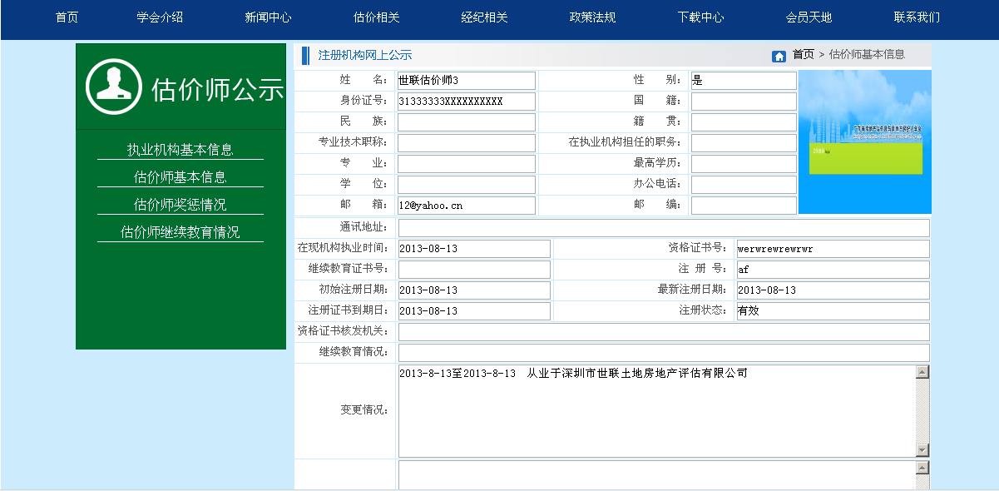 首页 学会介绍 新闻中心 估价相关 经纪相关 政策法规 下载中心 会员天地 联系我们
估价师公示
执业机构基本信息
估价师基本信息
估价师奖惩情况
估价师继续教育情况
注册机构网上公示 首页 > 估价师基本信息
姓 名: 世联估价师3 性 别: 是
身份证号: 31333333XXXXXXXXXX 国 籍:
民 族: 籍 贯:
专业技术职称: 在执业机构担任的职务:
专 业: 最高学历:
学 位: 办公电话:
邮 箱: 12@yahoo.cn 邮 编:
通讯地址:
在现机构执业时间: 2013-08-13 资格证书号: werwrewrewrwr
继续教育证书号: 注 册 号: af
初始注册日期: 2013-08-13 最新注册日期: 2013-08-13
注册证书到期日: 2013-08-13 注册状态: 有效
资格证书核发机关:
继续教育情况:
变更情况: 2013-8-13至2013-8-13 从业于深圳市世联土地房地产评估有限公司